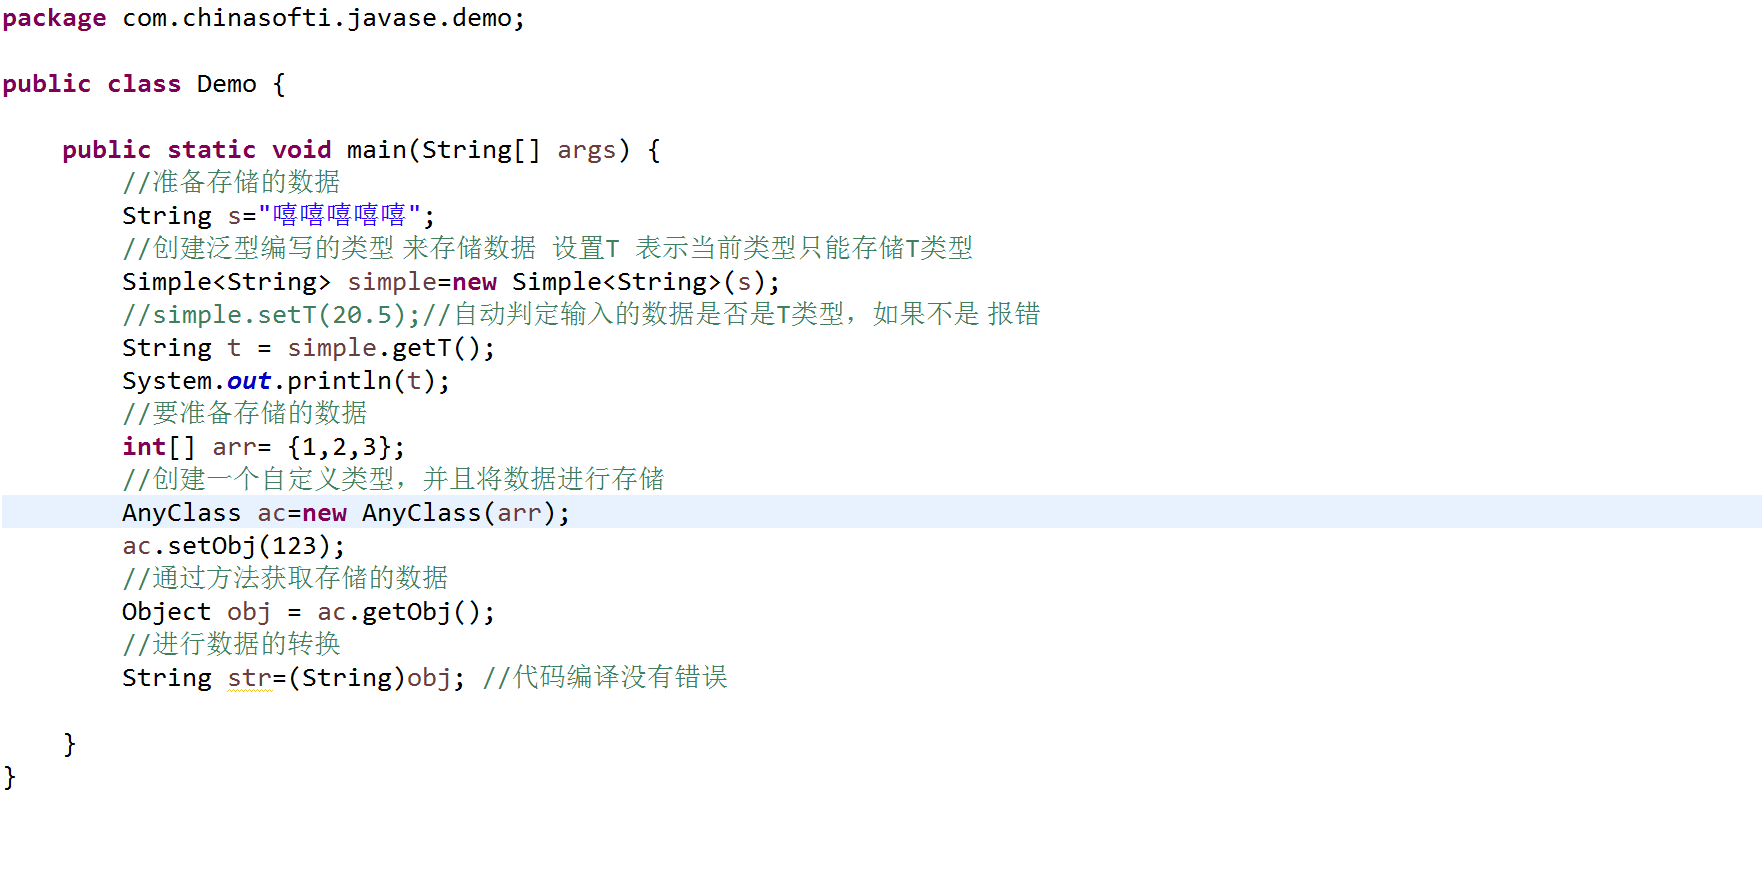 package com.chinasofti.javase.demo;
public class Demo {
public static void main(String[] args) {
//准备存储的数据
String s="嘻嘻嘻嘻嘻";
//创建泛型编写的类型 来存储数据  设置T  表示当前类型只能存储T类型
Simple<String> simple=new Simple<String>(s);
//simple.setT(20.5);//自动判定输入的数据是否是T类型，如果不是 报错
String t = simple.getT();
System.out.println(t);
//要准备存储的数据
int[] arr= {1,2,3};
//创建一个自定义类型，并且将数据进行存储
AnyClass ac=new AnyClass(arr);
ac.setObj(123);
//通过方法获取存储的数据
Object obj = ac.getObj();
//进行数据的转换
String str=(String)obj; //代码编译没有错误
}
}